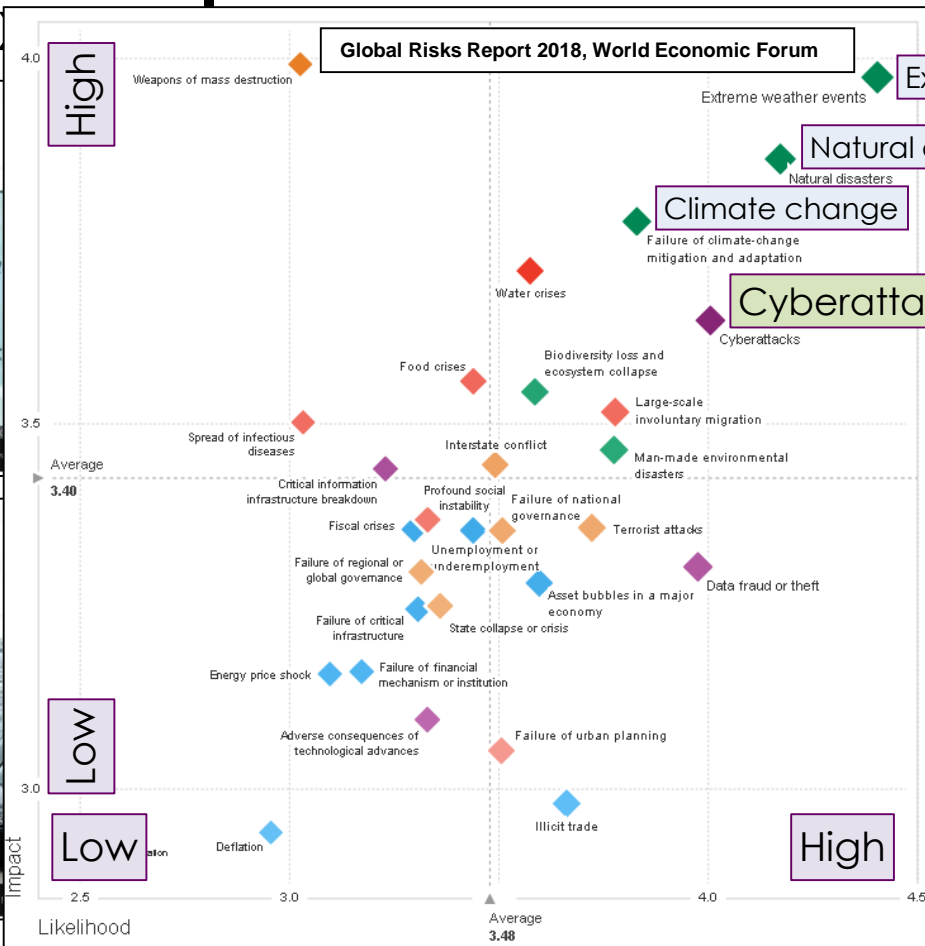 Global Risks Report 2018, World Economic Forum
4.0
High
Weapons of mass destruction
Extreme weather events
Ex
Natural
Natural disasters
Climate change
Failure of climate-change
mitigation and adaptation
Water crises
Cyberatta
Cyberattacks
Food crises
Biodiversity loss and
ecosystem collapse
Large-scale
involuntary migration
3.5
Spread of infectious
diseases
Interstate conflict
Man-made environmental
disasters
Average
3.40
Critical information
infrastructure breakdown
Profound social
instability
Failure of national
governance
Fiscal crises
Terrorist attacks
Unemployment or
underemployment
Failure of regional or
global governance
Data fraud or theft
Asset bubbles in a major
economy
Failure of critical
infrastructure
State collapse or crisis
Energy price shock
Failure of financial
mechanism or institution
Low
Adverse consequences of
technological advances
Failure of urban planning
3.0
Illicit trade
Low
Deflation
High
Impact
2.5
3.0
4.0
4.5
Likelihood
Average
3.48